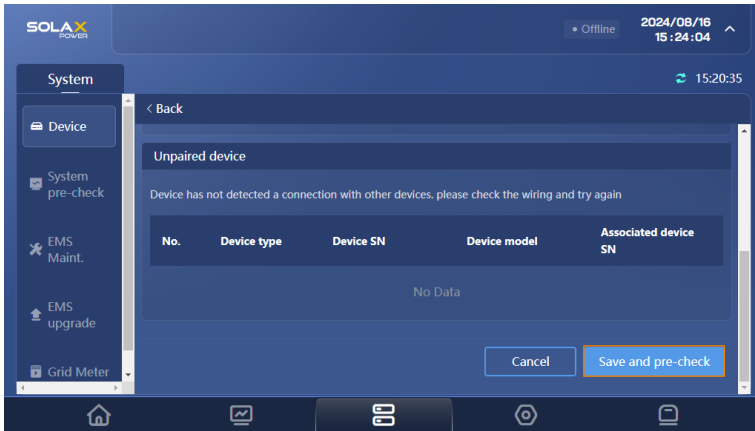 SOLAX
POWER
Offline
2024/08/16
15:24:04
System
15:20:35
Device
< Back
Unpaired device
System
pre-check
Device has not detected a connection with other devices. please check the wiring and try again
No. Device type Device SN Device model Associated device
SN
EMS
Maint.
No Data
EMS
upgrade
Cancel Save and pre-check
Grid Meter